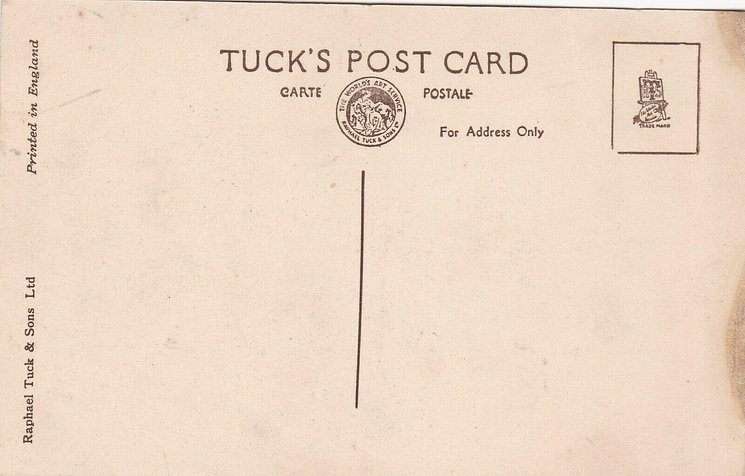 TUCK'S POST CARD
CARTE POSTALE
THE WORLD'S ART SERVICE
RAPHAEL TUCK & SONS LD
For Address Only
TRADE MARK
Printed in England
Raphael Tuck & Sons Ltd